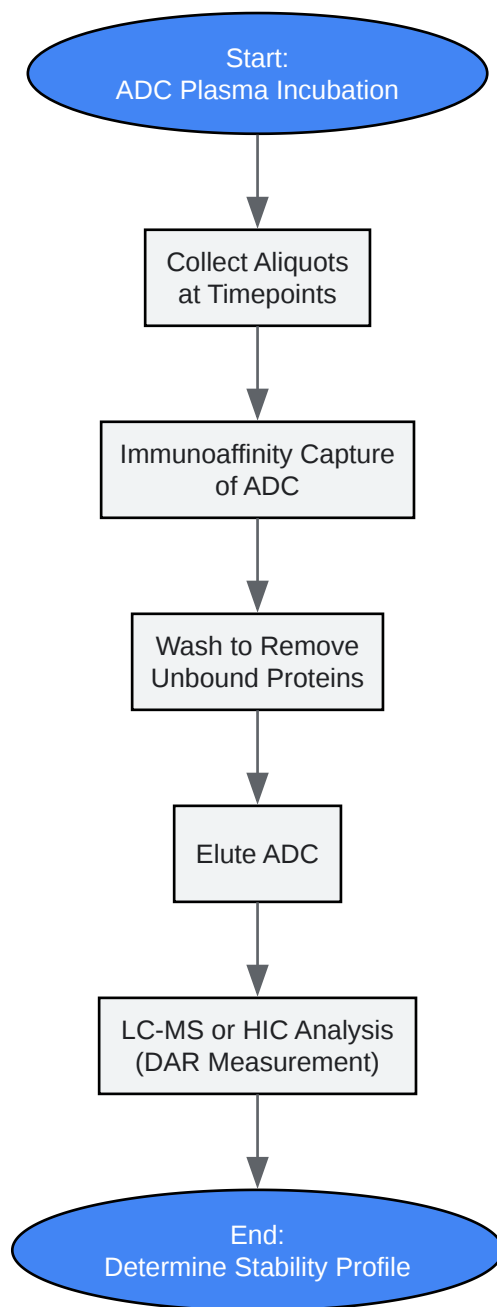 Start:
ADC Plasma Incubation
Collect Aliquots
at Timepoints
Immunoaffinity Capture
of ADC
Wash to Remove
Unbound Proteins
Elute ADC
LC-MS or HIC Analysis
(DAR Measurement)
End:
Determine Stability Profile